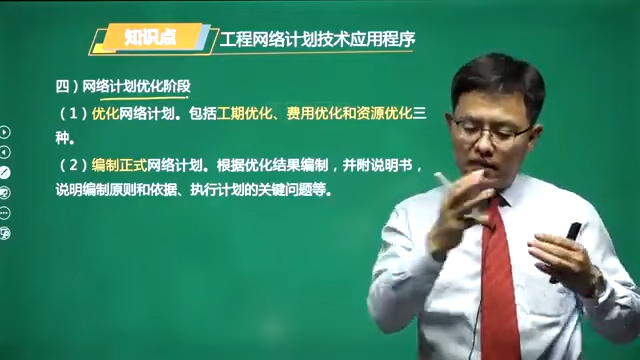 知识点 工程网络计划技术应用程序
四）网络计划优化阶段
（1）优化网络计划。包括工期优化、费用优化和资源优化三
种。
（2）编制正式网络计划。根据优化结果编制，并附说明书，
说明编制原则和依据、执行计划的关键问题等。